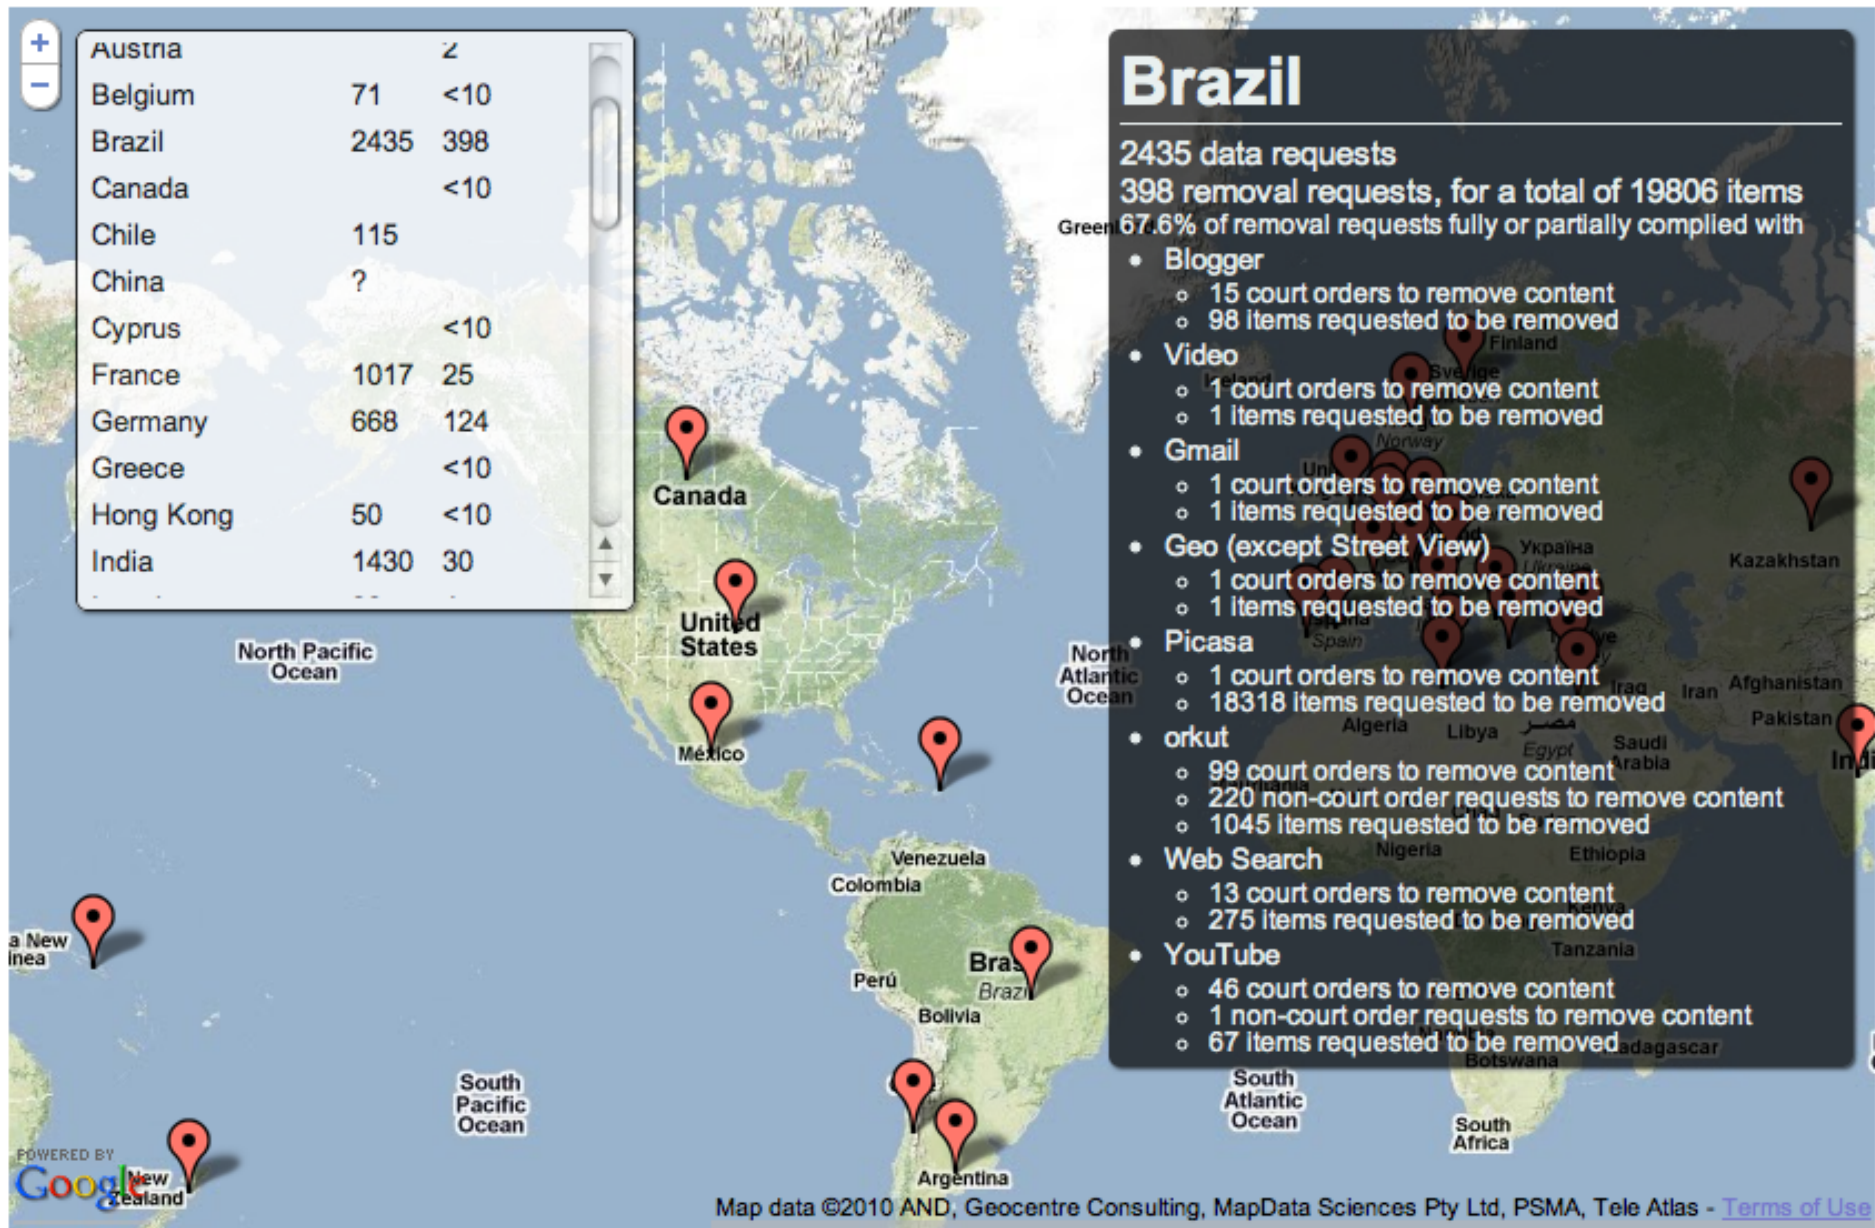 +
−
Austria 2
Belgium 71 <10
Brazil 2435 398
Canada <10
Chile 115
China ?
Cyprus <10
France 1017 25
Germany 668 124
Greece <10
Hong Kong 50 <10
India 1430 30
Brazil
2435 data requests
398 removal requests, for a total of 19806 items
67.6% of removal requests fully or partially complied with
• Blogger
◦ 15 court orders to remove content
◦ 98 items requested to be removed
• Video
◦ 1 court orders to remove content
◦ 1 items requested to be removed
• Gmail
◦ 1 court orders to remove content
◦ 1 items requested to be removed
• Geo (except Street View)
◦ 1 court orders to remove content
◦ 1 items requested to be removed
• Picasa
◦ 1 court orders to remove content
◦ 18318 items requested to be removed
• orkut
◦ 99 court orders to remove content
◦ 220 non-court order requests to remove content
◦ 1045 items requested to be removed
• Web Search
◦ 13 court orders to remove content
◦ 275 items requested to be removed
• YouTube
◦ 46 court orders to remove content
◦ 1 non-court order requests to remove content
◦ 67 items requested to be removed
Finland
Sverige
Norway
Україна
Ukraine
Kazakhstan
Spain
Iraq
Iran
Afghanistan
Pakistan
Algeria
Libya
مصر
Egypt
Saudi
Arabia
Nigeria
Ethiopia
Kenya
Tanzania
Botswana
Madagascar
Canada
United
States
México
North Pacific
Ocean
North
Atlantic
Ocean
Venezuela
Colombia
Perú
Bolivia
a New
inea
South
Pacific
Ocean
South
Atlantic
Ocean
South
Africa
Argentina
New
Zealand
POWERED BY
Google
Map data ©2010 AND, Geocentre Consulting, MapData Sciences Pty Ltd, PSMA, Tele Atlas - Terms of Use